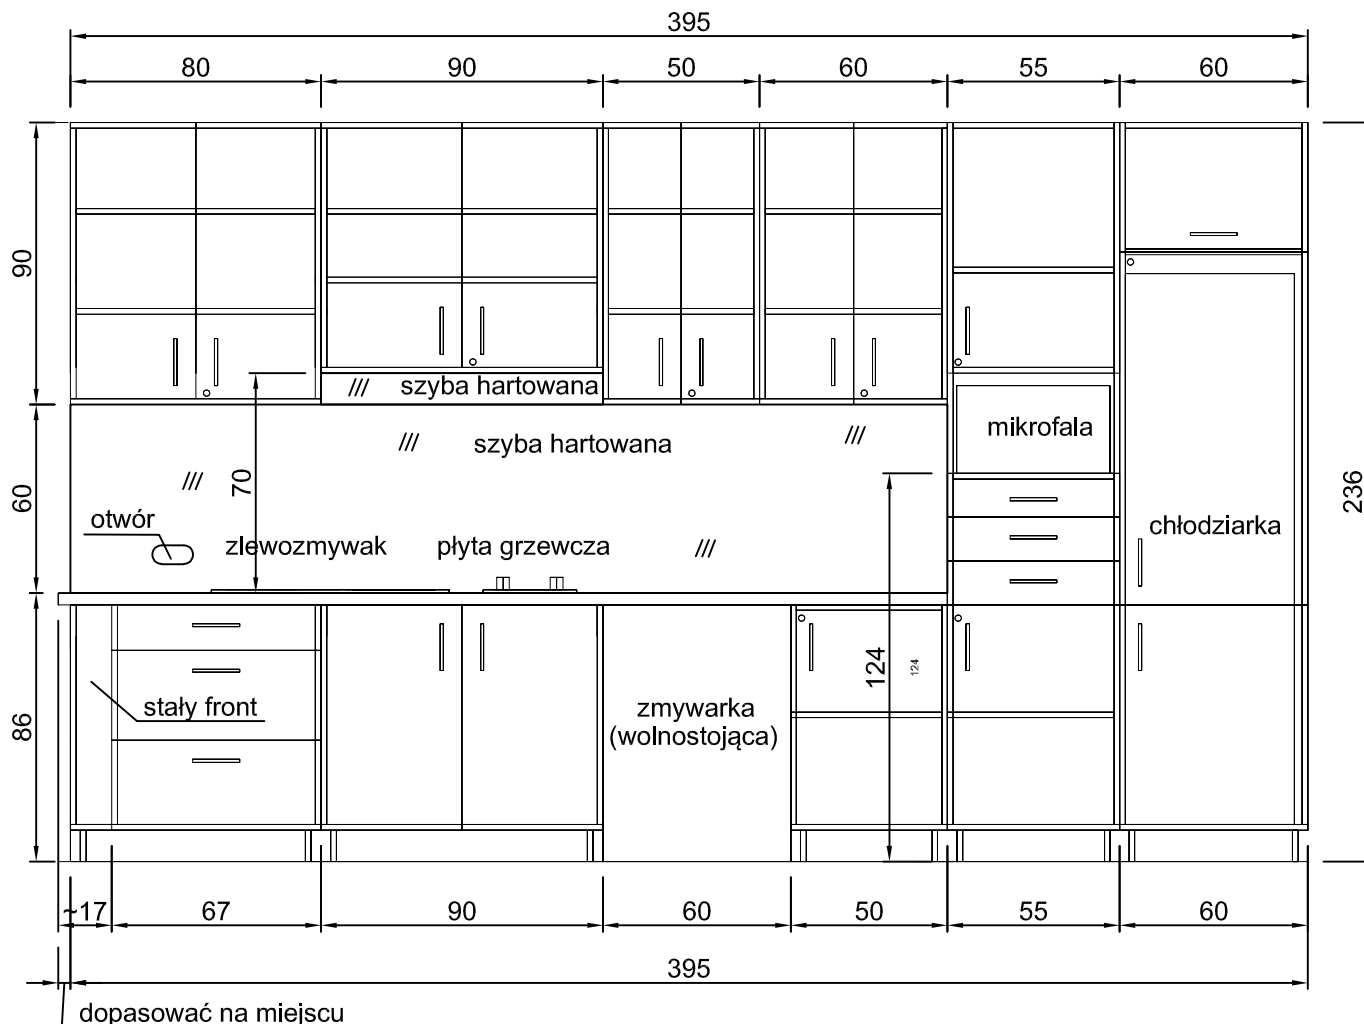 395
80 90 50 60 55 60
90
szyba hartowana
szyba hartowana
mikrofala
70
60
236
otwór
zlewozmywak płyta grzewcza
chłodziarka
124
124
86
stały front
zmywarka
(wolnostojąca)
~17 67 90 60 50 55 60
395
dopasować na miejscu